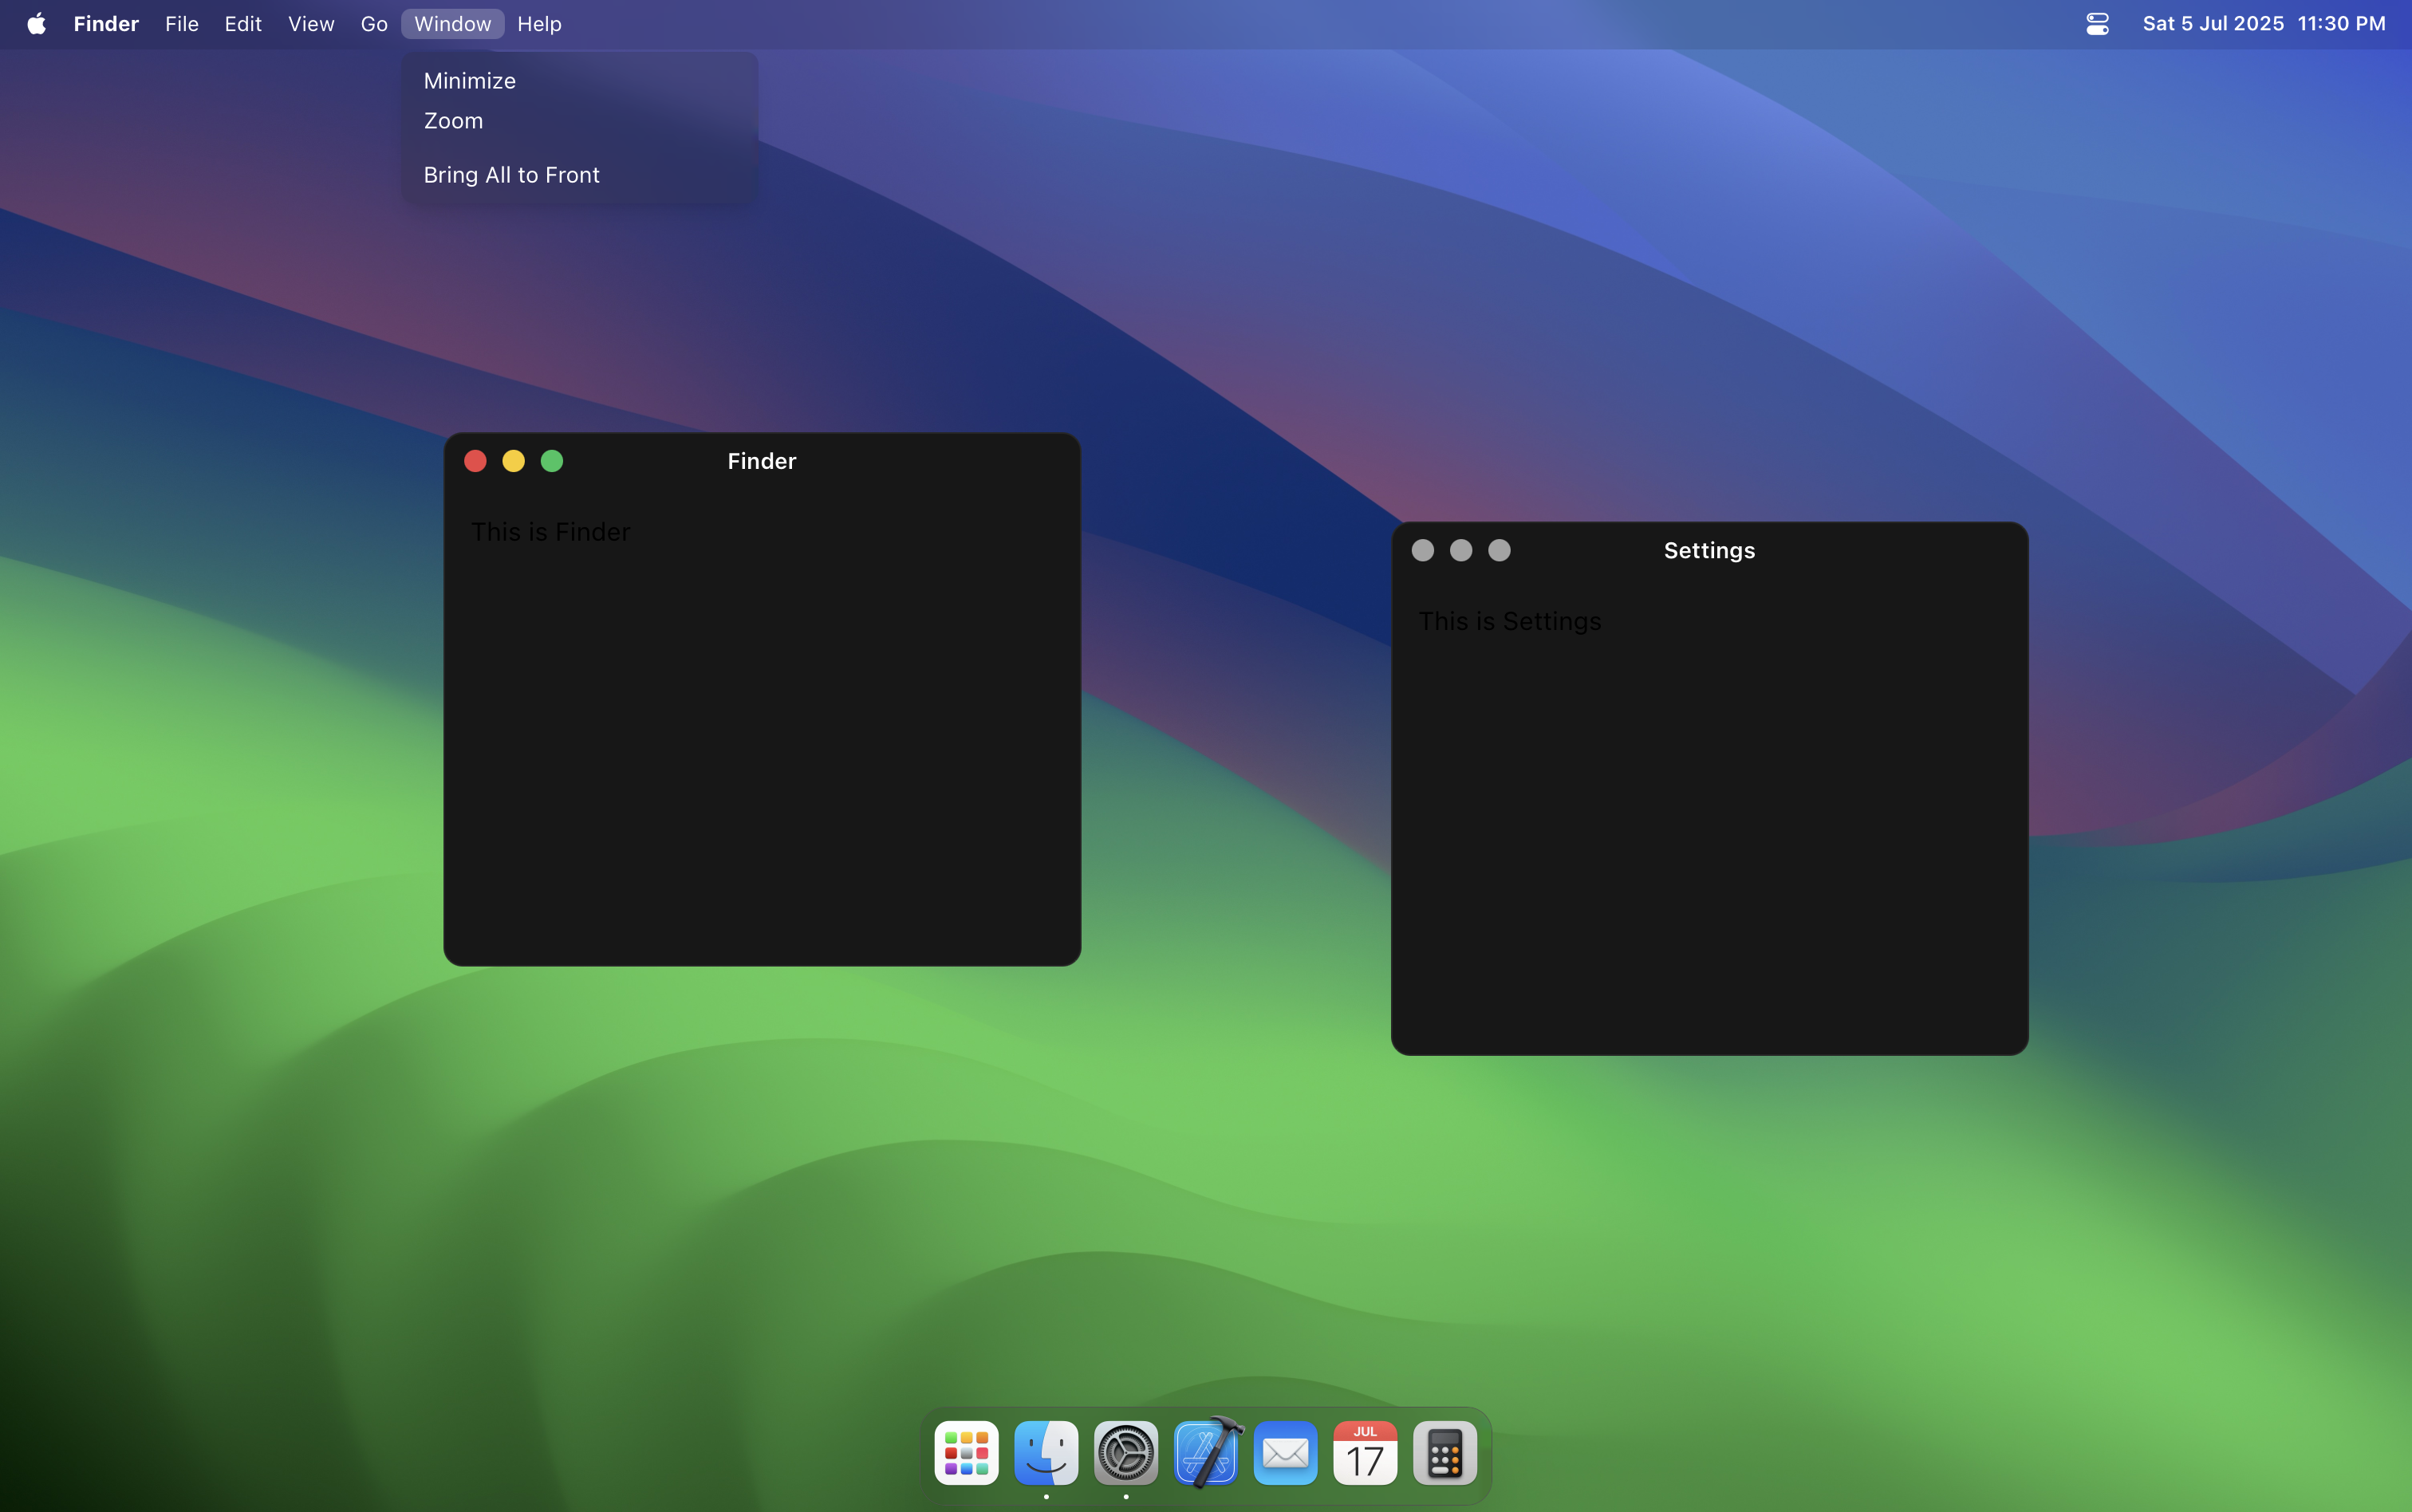 Finder File Edit View Go Window Help Sat 5 Jul 2025 11:30 PM
Minimize
Zoom
Bring All to Front
Finder
This is Finder
Settings
This is Settings
JUL
17